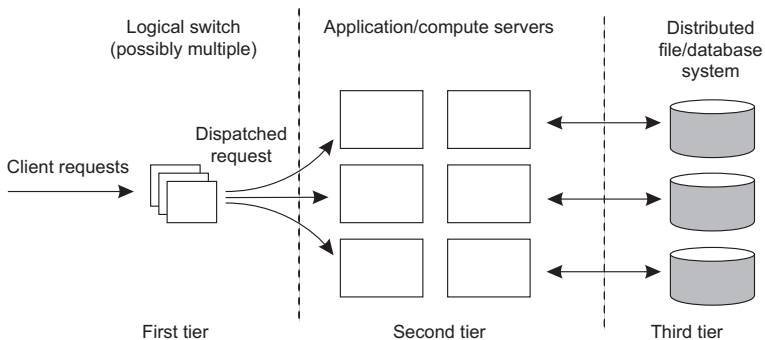 Logical switch
(possibly multiple)
Application/compute servers
Distributed
file/database
system
Dispatched
request
Client requests
First tier
Second tier
Third tier